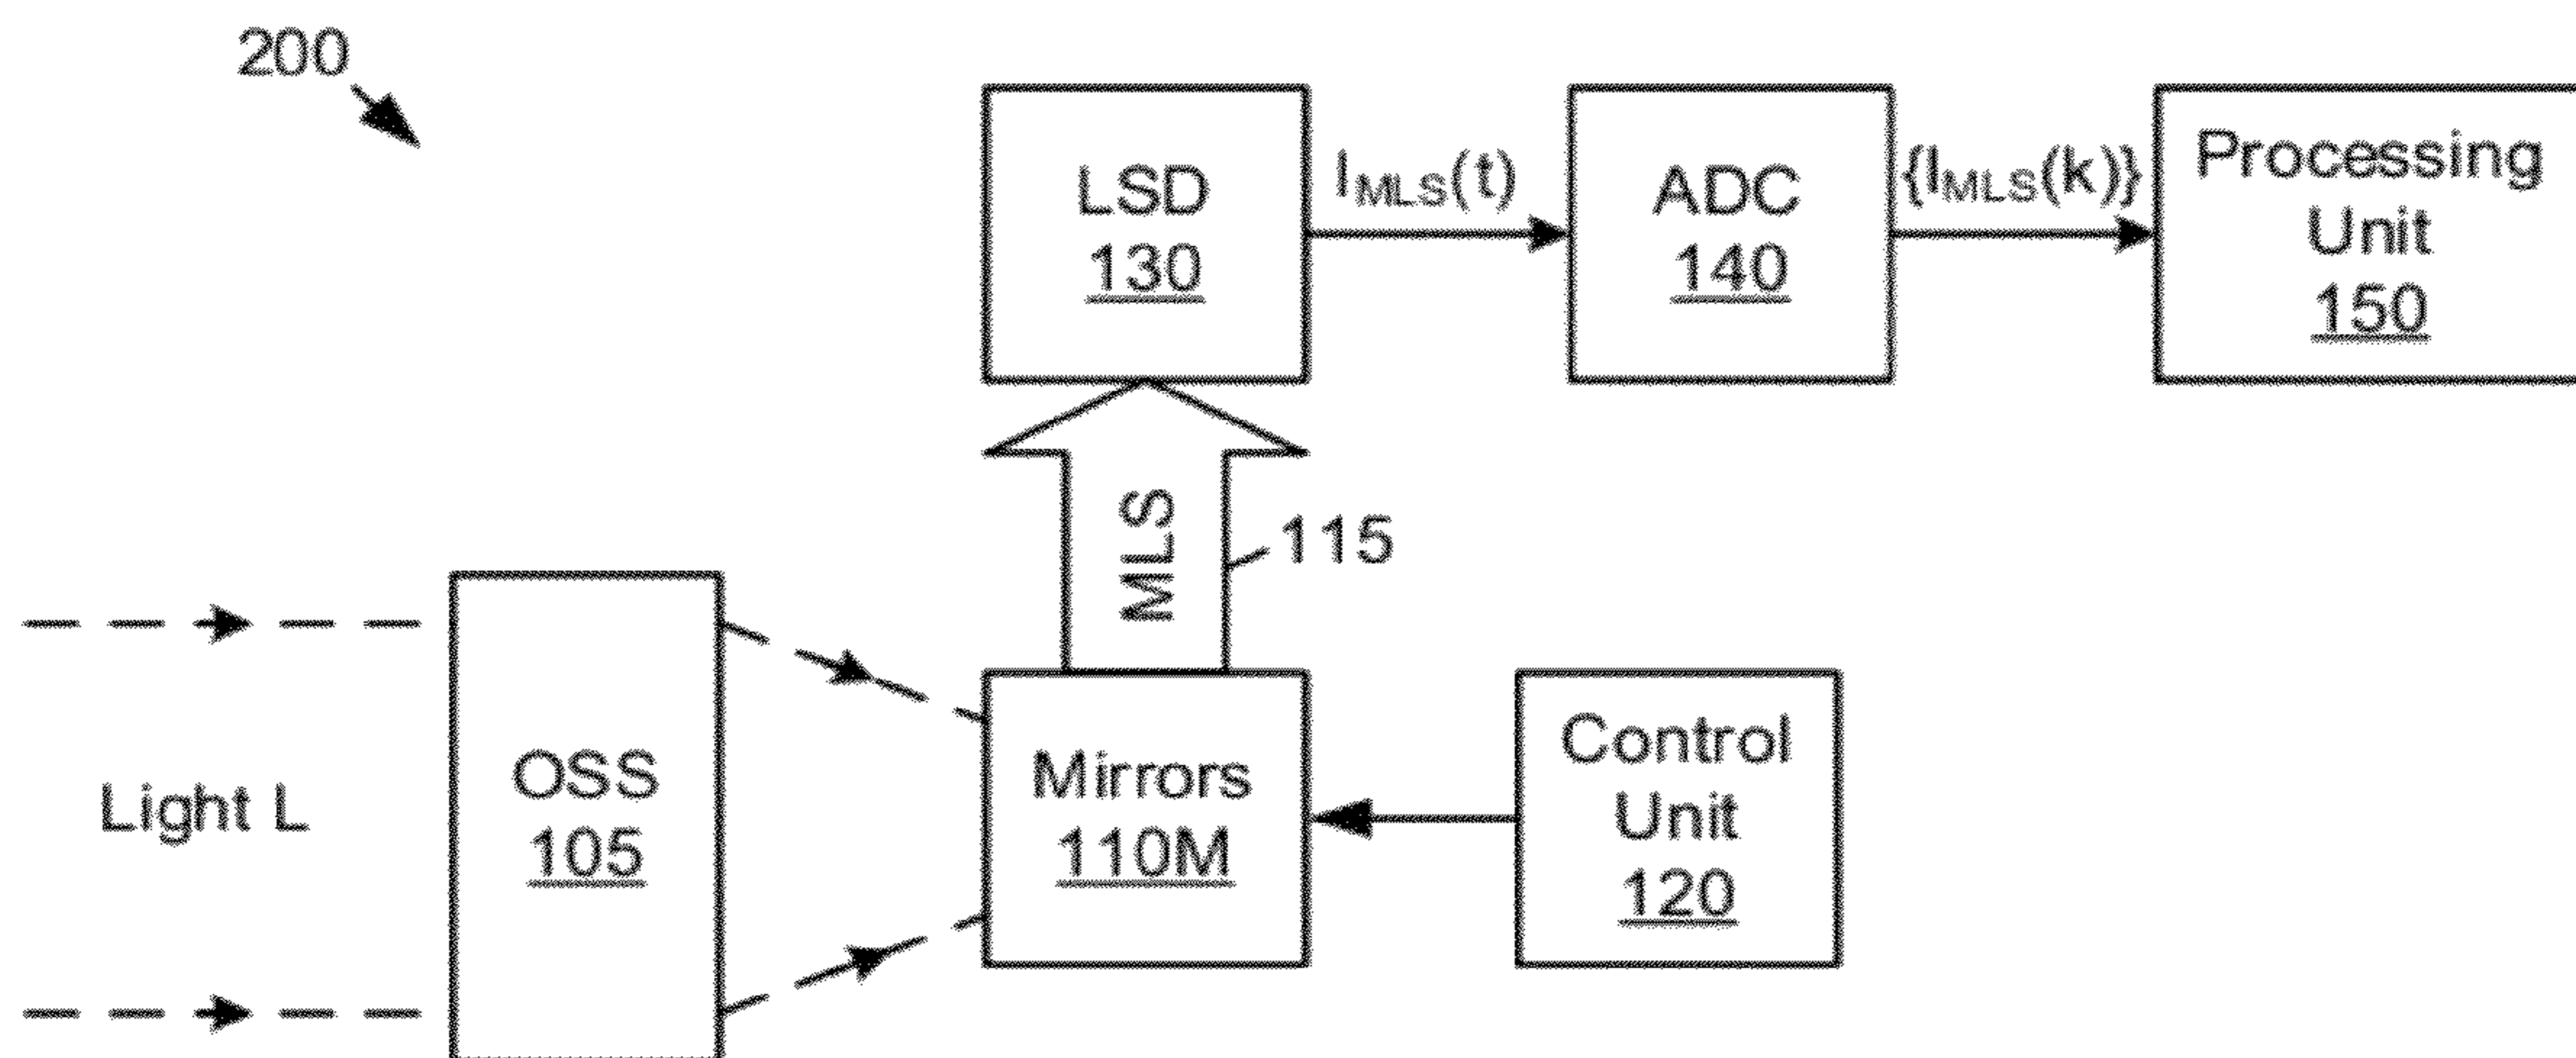 200
LSD
130
I_MLS(t)
ADC
140
{I_MLS(k)}
Processing
Unit
150
MLS
115
Light L
OSS
105
Mirrors
110M
Control
Unit
120